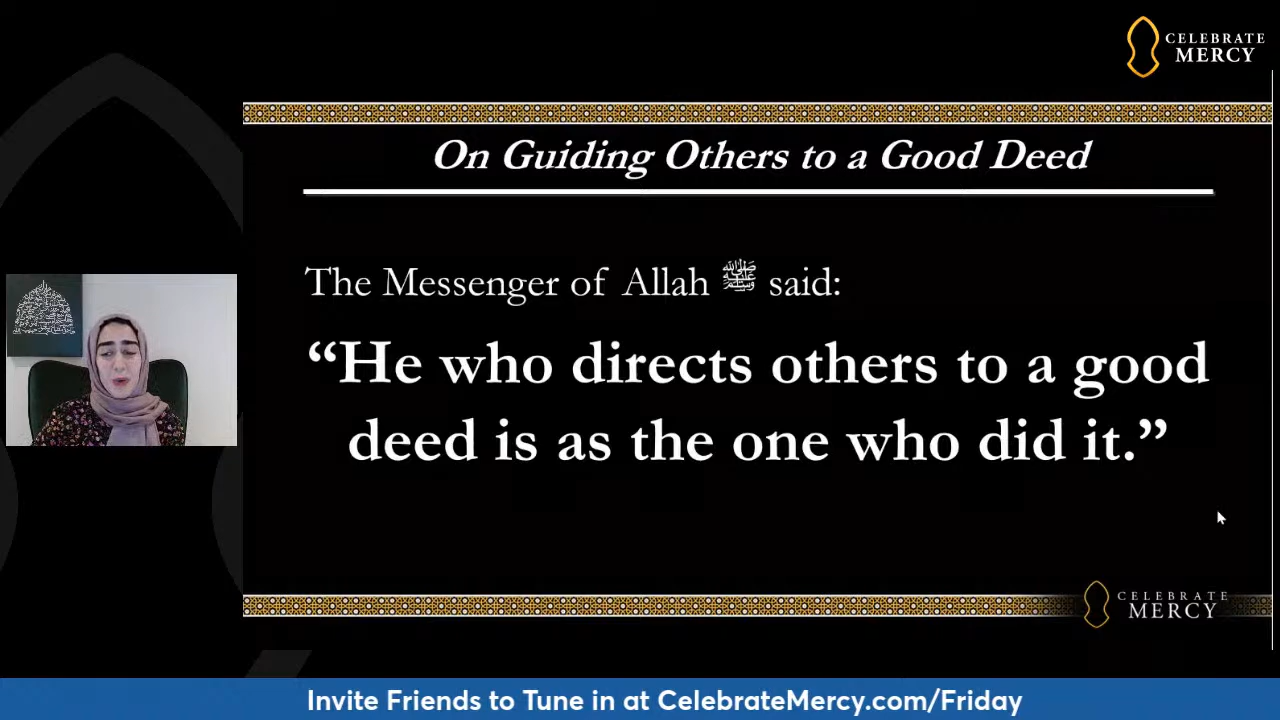 CELEBRATE
MERCY
On Guiding Others to a Good Deed
The Messenger of Allah ﷺ said:
“He who directs others to a good
deed is as the one who did it.”
CELEBRATE
MERCY
Invite Friends to Tune in at CelebrateMercy.com/Friday